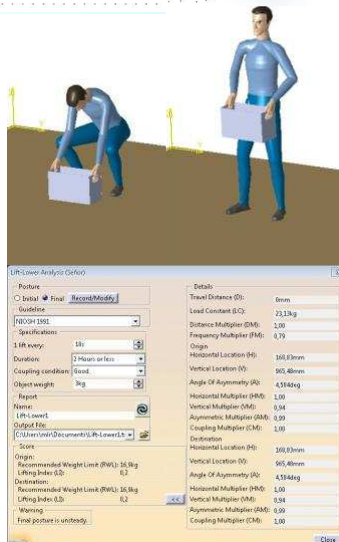 Lift-Lower Analysis (Señor)
Posture
Initial Final Record/Modify
Guideline
NIOSH 1991
Specifications
1 lift every: 18s
Duration: 2 Hours or less
Coupling condition: Good
Object weight: 3kg
Report
Name:
Lift-Lower1
Output File:
C:\Users\mir\Documents\Lift-Lower1.t
Score
Origin:
Recommended Weight Limit (RWL): 16,9kg
Lifting Index (LI): 0,2
Destination:
Recommended Weight Limit (RWL): 16,9kg
Lifting Index (LI): 0,2
Warning
Final posture is unsteady.
<<
Details
Travel Distance (D): 0mm
Load Constant (LC): 23,13kg
Distance Multiplier (DM): 1,00
Frequency Multiplier (FM): 0,79
Origin
Horizontal Location (H): 169,83mm
Vertical Location (V): 965,48mm
Angle Of Asymmetry (A): 4,584deg
Horizontal Multiplier (HM): 1,00
Vertical Multiplier (VM): 0,94
Asymmetric Multiplier (AM): 0,99
Coupling Multiplier (CM): 1,00
Destination
Horizontal Location (H): 169,83mm
Vertical Location (V): 965,48mm
Angle Of Asymmetry (A): 4,584deg
Horizontal Multiplier (HM): 1,00
Vertical Multiplier (VM): 0,94
Asymmetric Multiplier (AM): 0,99
Coupling Multiplier (CM): 1,00
Close